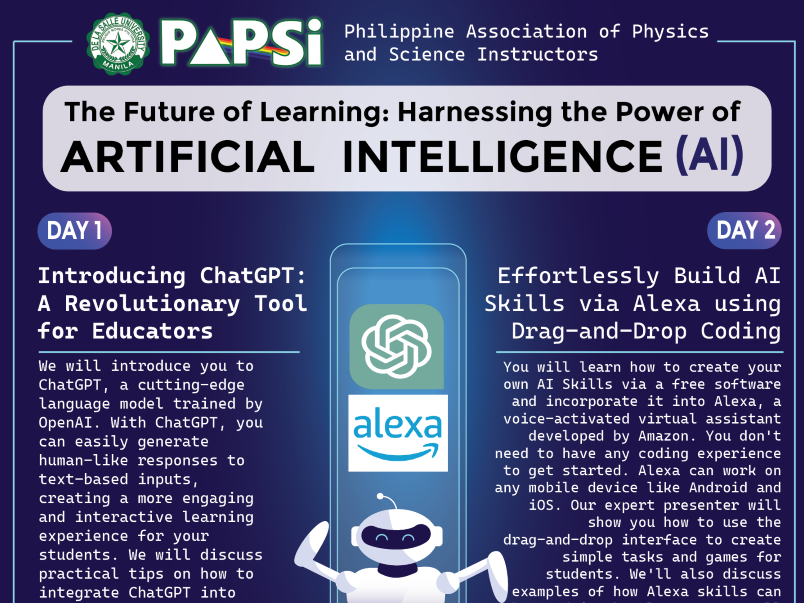 DE LA SALLE UNIVERSITY
MANILA
PAPSi
Philippine Association of Physics
and Science Instructors
The Future of Learning: Harnessing the Power of
ARTIFICIAL INTELLIGENCE (AI)
DAY 1
Introducing ChatGPT:
A Revolutionary Tool
for Educators
We will introduce you to
ChatGPT, a cutting-edge
language model trained by
OpenAI. With ChatGPT, you
can easily generate
human-like responses to
text-based inputs,
creating a more engaging
and interactive learning
experience for your
students. We will discuss
practical tips on how to
integrate ChatGPT into
alexa
DAY 2
Effortlessly Build AI
Skills via Alexa using
Drag-and-Drop Coding
You will learn how to create your
own AI Skills via a free software
and incorporate it into Alexa, a
voice-activated virtual assistant
developed by Amazon. You don't
need to have any coding experience
to get started. Alexa can work on
any mobile device like Android and
iOS. Our expert presenter will
show you how to use the
drag-and-drop interface to create
simple tasks and games for
students. We'll also discuss
examples of how Alexa skills can